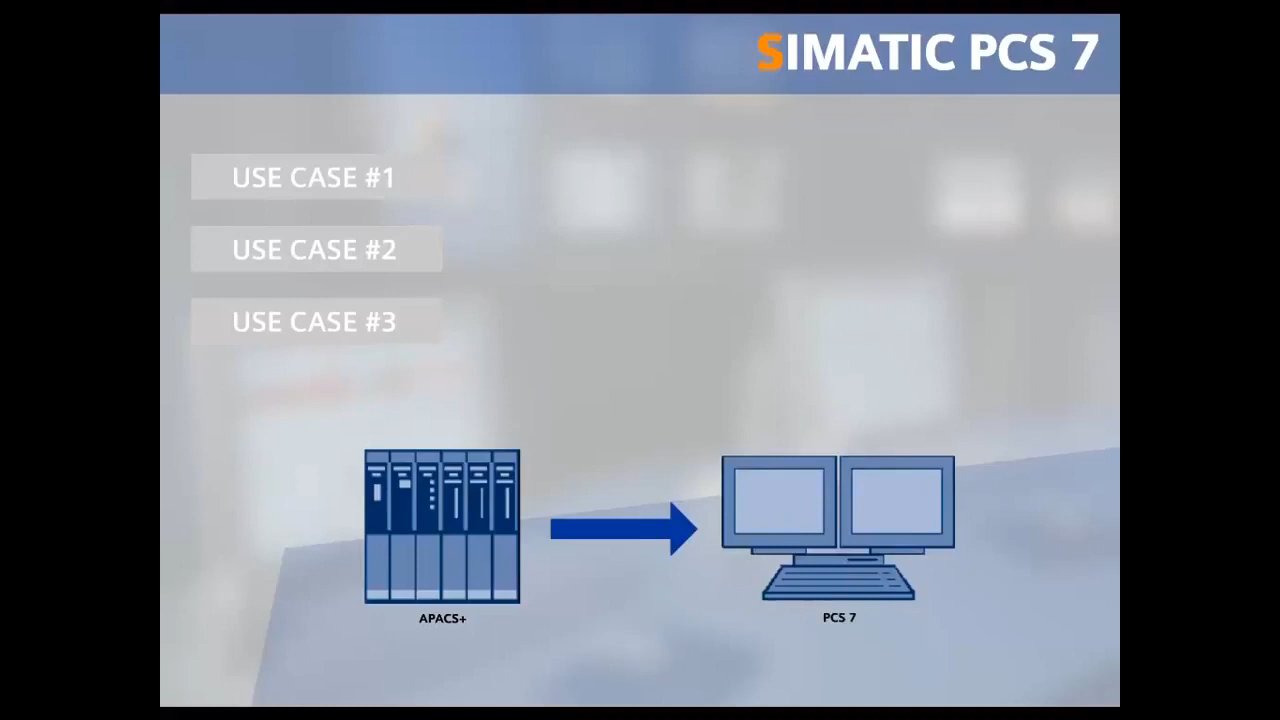 SIMATIC PCS 7
USE CASE #1
USE CASE #2
USE CASE #3
APACS+
PCS 7